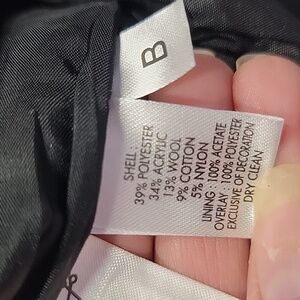 B
SHELL:
39% POLYESTER
34% ACRYLIC
13% WOOL
9% COTTON
5% NYLON
LINING: 100% ACETATE
OVERLAY: 100% POLYESTER
EXCLUSIVE OF DECORATION
DRY CLEAN